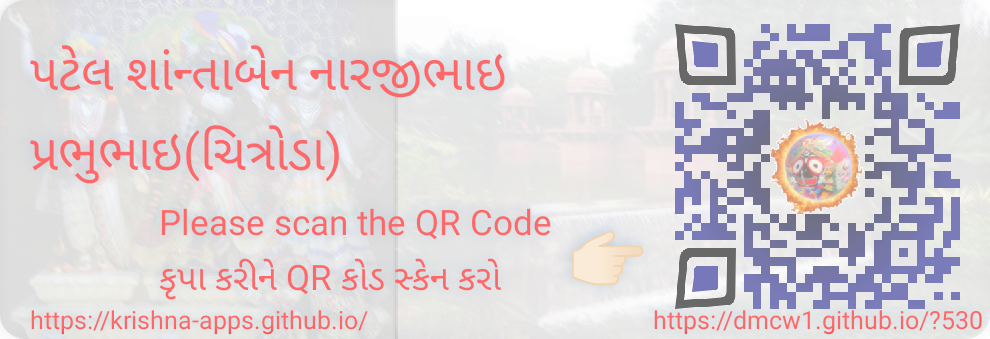 પટેલ શાંન્તાબેન નારજીભાઇ
પ્રભુભાઇ(ચિત્રોડા)
Please scan the QR Code
કૃપા કરીને QR કોડ સ્કેન કરો
https://krishna-apps.github.io/
https://dmcw1.github.io/?530